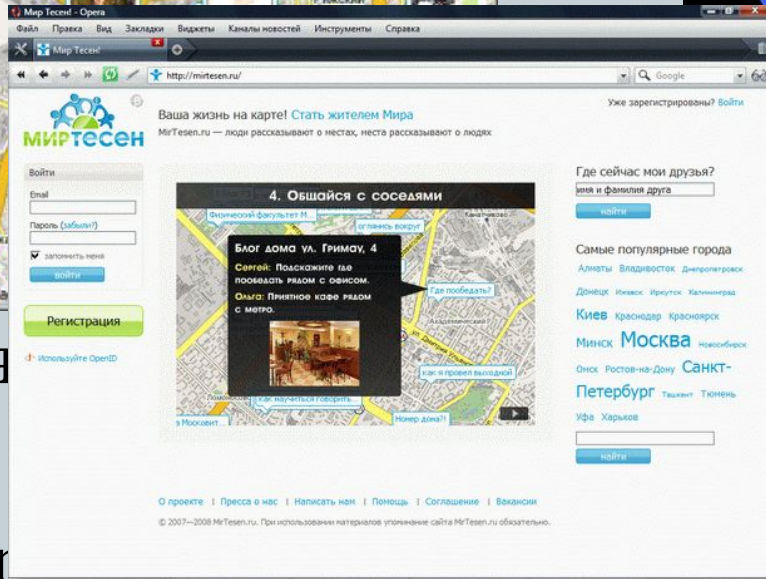 Мир Тесен! - Opera
Файл Правка Вид Закладки Виджеты Каналы новостей Инструменты Справка
Мир Тесен!
http://mirtesen.ru/
Google
Уже зарегистрированы? Войти
МИРТЕСЕН
Ваша жизнь на карте! Стать жителем Мира
MirTesen.ru — люди рассказывают о местах, места рассказывают о людях
Войти
Email
Пароль (забыли?)
запомнить меня
войти
Регистрация
Используйте OpenID
4. Общайся с соседями
Физический факультет М...
оглянись вокруг
Блог дома ул. Гримау, 4
Сергей: Подскажите где
пообедать рядом с офисом.
Ольга: Приятное кафе рядом
с метро.
Где пообедать?
Академический
как я провел выходной
как научиться говорить...
Номер дома?!
в Московит...
Где сейчас мои друзья?
имя и фамилия друга
найти
Самые популярные города
Алматы Владивосток Днепропетровск
Донецк Ижевск Иркутск Калининград
Киев Краснодар Красноярск
Минск Москва Новосибирск
Омск Ростов-на-Дону Санкт-
Петербург Ташкент Тюмень
Уфа Харьков
найти
О проекте | Пресса о нас | Написать нам | Помощь | Соглашение | Вакансии
© 2007—2008 MirTesen.ru. При использовании материалов упоминание сайта MirTesen.ru обязательно.